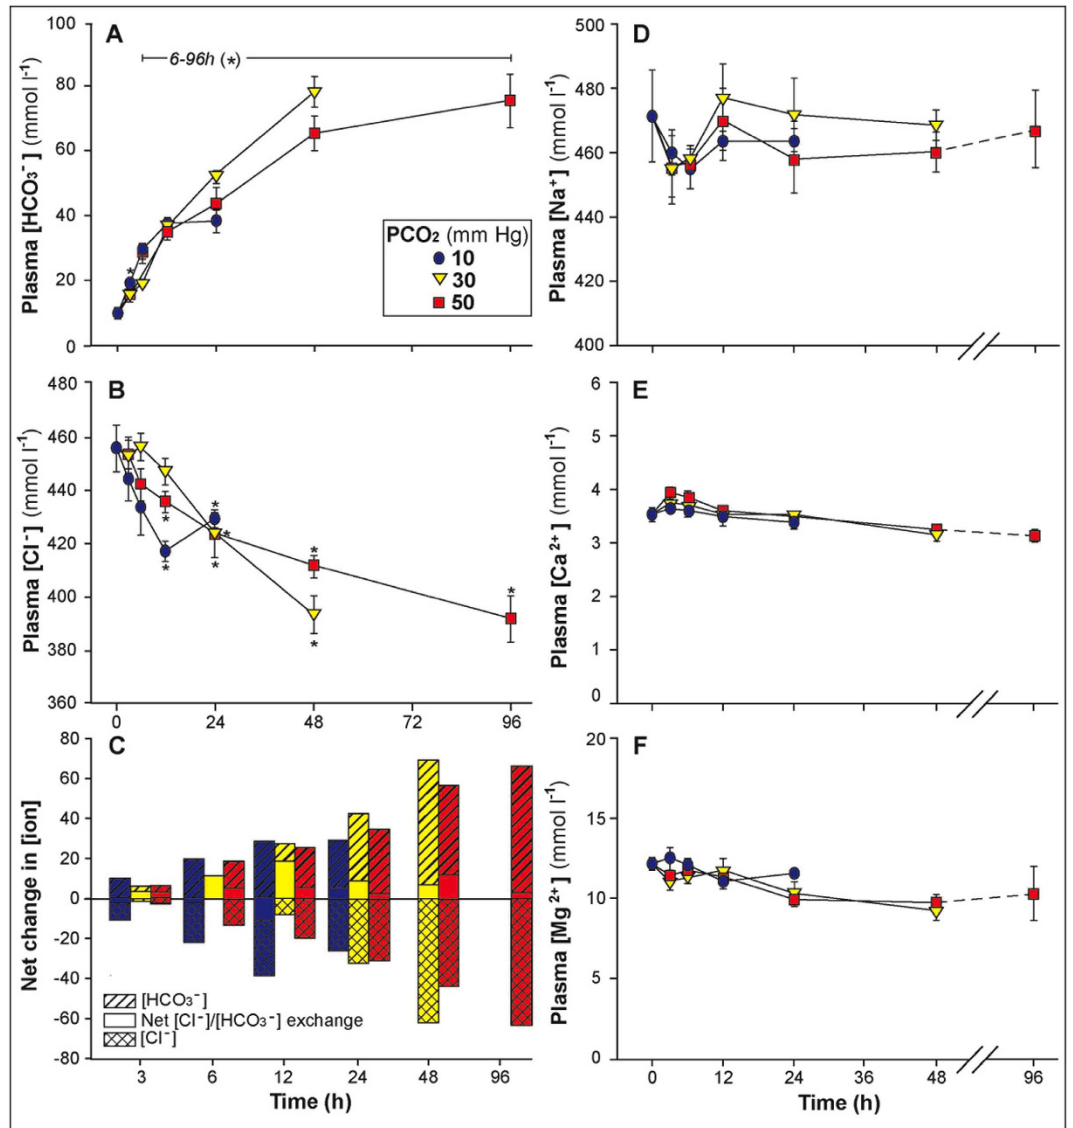 A
Plasma [HCO₃⁻] (mmol l⁻¹)
100
80
60
40
20
0
6-96h (*)
*
PCO₂ (mm Hg)
10
30
50
B
Plasma [Cl⁻] (mmol l⁻¹)
480
460
440
420
400
380
360
* * * * * * * *
0 24 48 72 96
C
Net change in [ion]
80
60
40
20
0
-20
-40
-60
-80
[HCO₃⁻]
Net [Cl⁻]/[HCO₃⁻] exchange
[Cl⁻]
3 6 12 24 48 96
Time (h)
D
Plasma [Na⁺] (mmol l⁻¹)
500
480
460
440
420
400
E
Plasma [Ca²⁺] (mmol l⁻¹)
6
5
4
3
2
1
0
F
Plasma [Mg²⁺] (mmol l⁻¹)
20
15
10
5
0
0 12 24 36 48 96
Time (h)